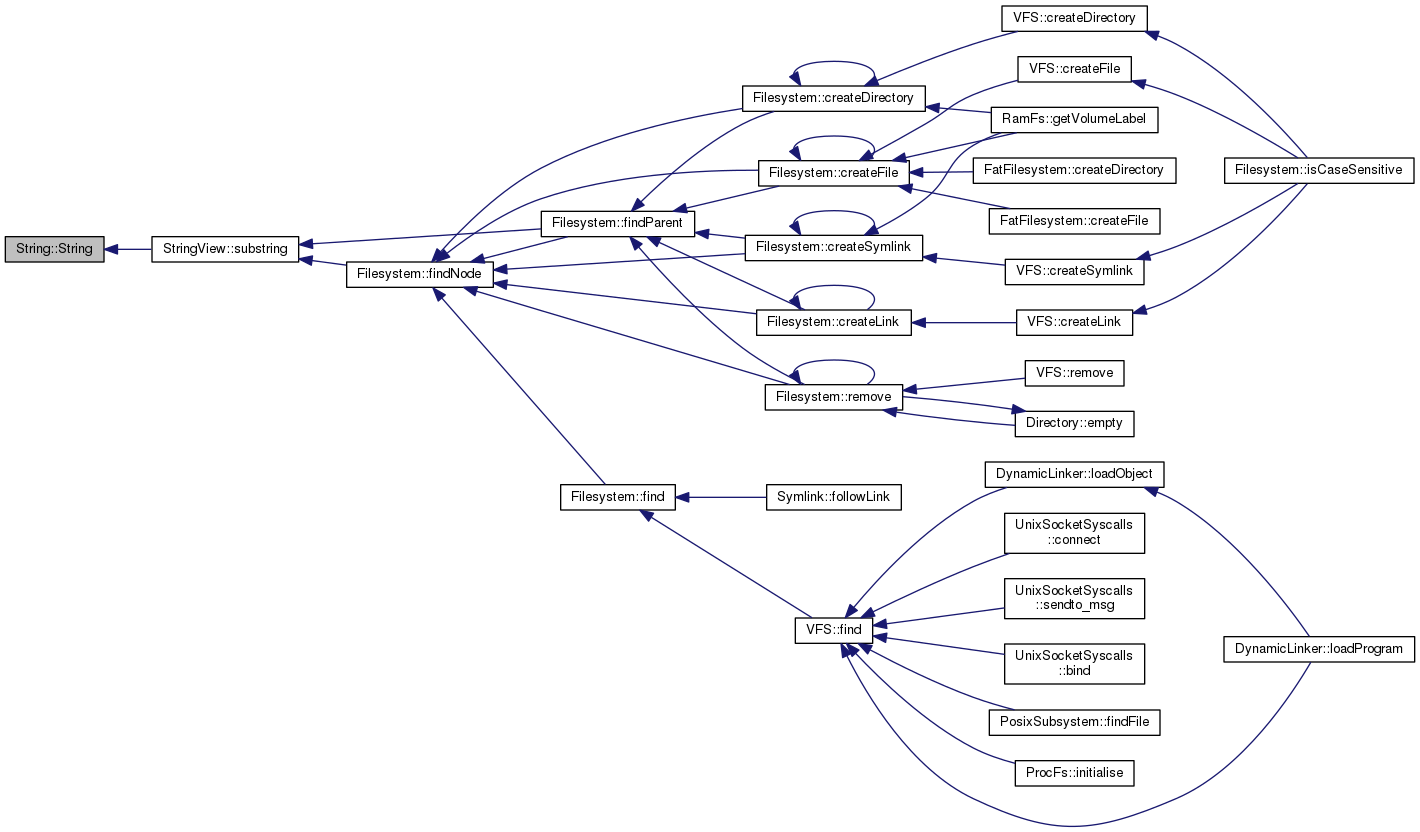 VFS::createDirectory
VFS::createFile
Filesystem::createDirectory
RamFs::getVolumeLabel
Filesystem::createFile
FatFilesystem::createDirectory
Filesystem::isCaseSensitive
Filesystem::findParent
FatFilesystem::createFile
String::String
StringView::substring
Filesystem::createSymlink
Filesystem::findNode
VFS::createSymlink
Filesystem::createLink
VFS::createLink
VFS::remove
Filesystem::remove
Directory::empty
DynamicLinker::loadObject
Filesystem::find
Symlink::followLink
UnixSocketSyscalls
::connect
UnixSocketSyscalls
::sendto_msg
VFS::find
UnixSocketSyscalls
::bind
DynamicLinker::loadProgram
PosixSubsystem::findFile
ProcFs::initialise